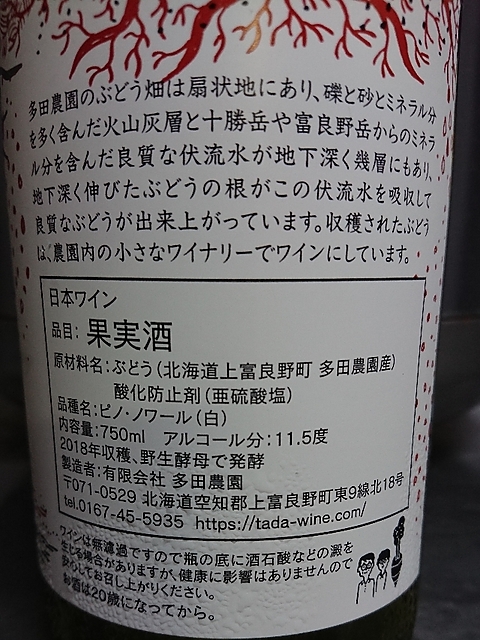 多田農園のぶどう畑は扇状地にあり、礫と砂とミネラル分
を多く含んだ火山灰層と十勝岳や富良野岳からのミネラ
ル分を含んだ良質な伏流水が地下深く幾層にもあり、
地下深く伸びたぶどうの根がこの伏流水を吸収して
良質なぶどうが出来上がっています。収穫されたぶどう
は、農園内の小さなワイナリーでワインにしています。
日本ワイン
品目：果実酒
原材料名：ぶどう（北海道上富良野町 多田農園産）
酸化防止剤（亜硫酸塩）
品種名：ピノ・ノワール（白）
内容量：750ml アルコール分：11.5度
2018年収穫、野生酵母で発酵
製造者：有限会社 多田農園
〒071-0529 北海道空知郡上富良野町東9線北18号
tel.0167-45-5935 https://tada-wine.com/
ワインは無濾過ですので瓶の底に酒石酸などの澱を
生じる場合がありますが、健康に影響はありませんので
安心してお召し上がりください。
お酒は20歳になってから。